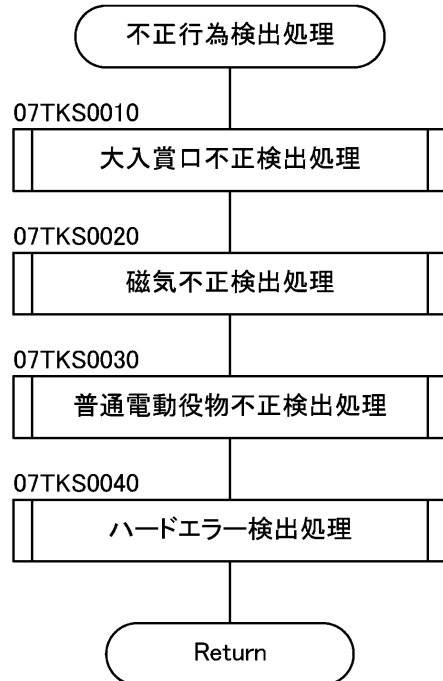 不正行為検出処理
07TKS0010
大入賞口不正検出処理
07TKS0020
磁気不正検出処理
07TKS0030
普通電動役物不正検出処理
07TKS0040
ハードエラー検出処理
Return